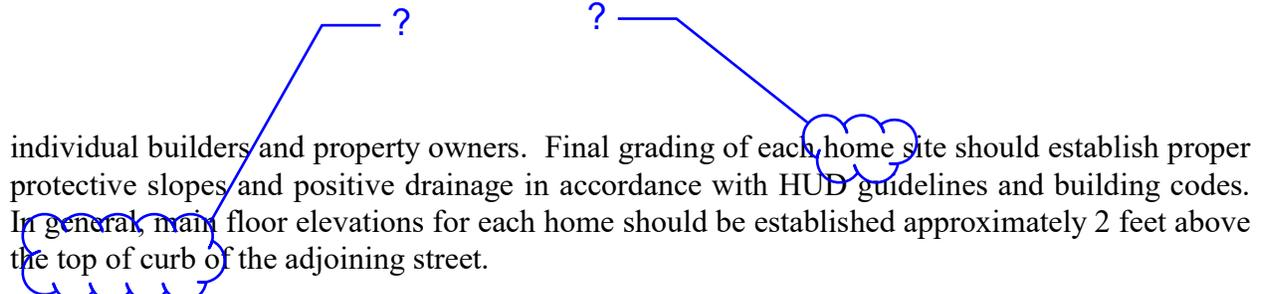 ? ?
individual builders and property owners. Final grading of each home site should establish proper
protective slopes and positive drainage in accordance with HUD guidelines and building codes.
In general, main floor elevations for each home should be established approximately 2 feet above
the top of curb of the adjoining street.